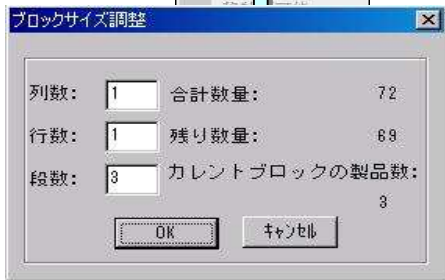 ブロックサイズ調整
列数: 1 合計数量: 72
行数: 1 残り数量: 69
段数: 3 カレントブロックの製品数:
3
OK キャンセル